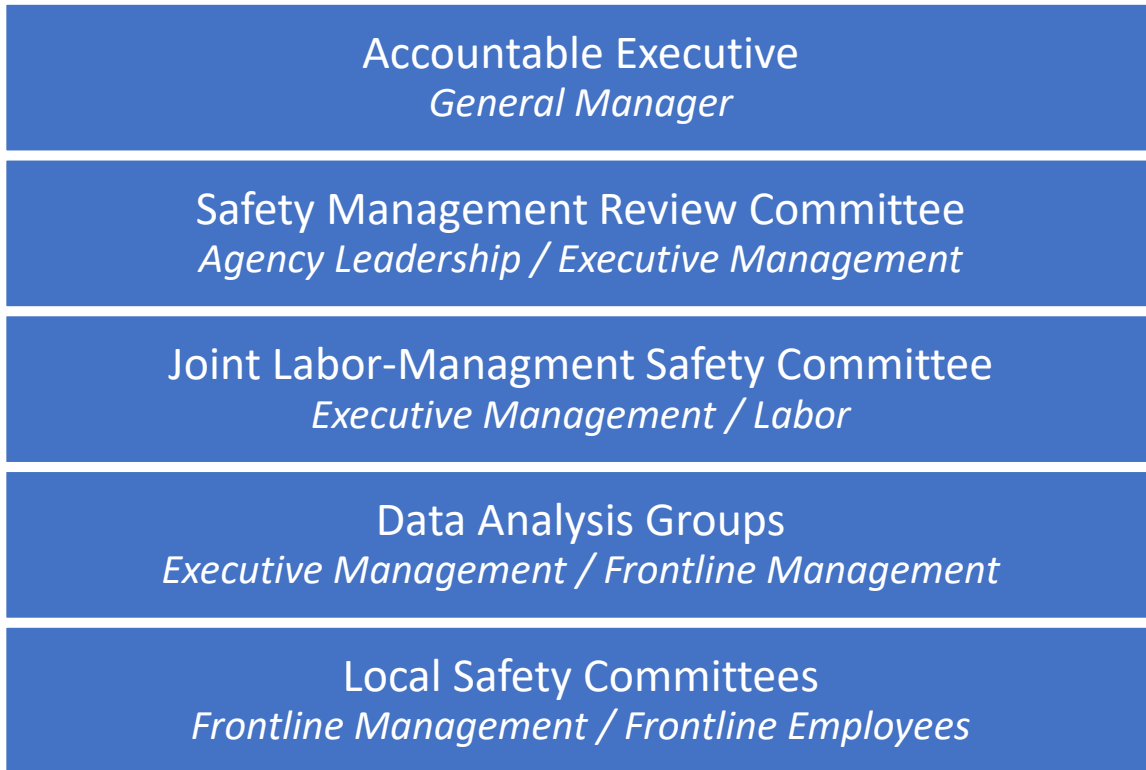 Accountable Executive
General Manager
Safety Management Review Committee
Agency Leadership / Executive Management
Joint Labor-Managment Safety Committee
Executive Management / Labor
Data Analysis Groups
Executive Management / Frontline Management
Local Safety Committees
Frontline Management / Frontline Employees